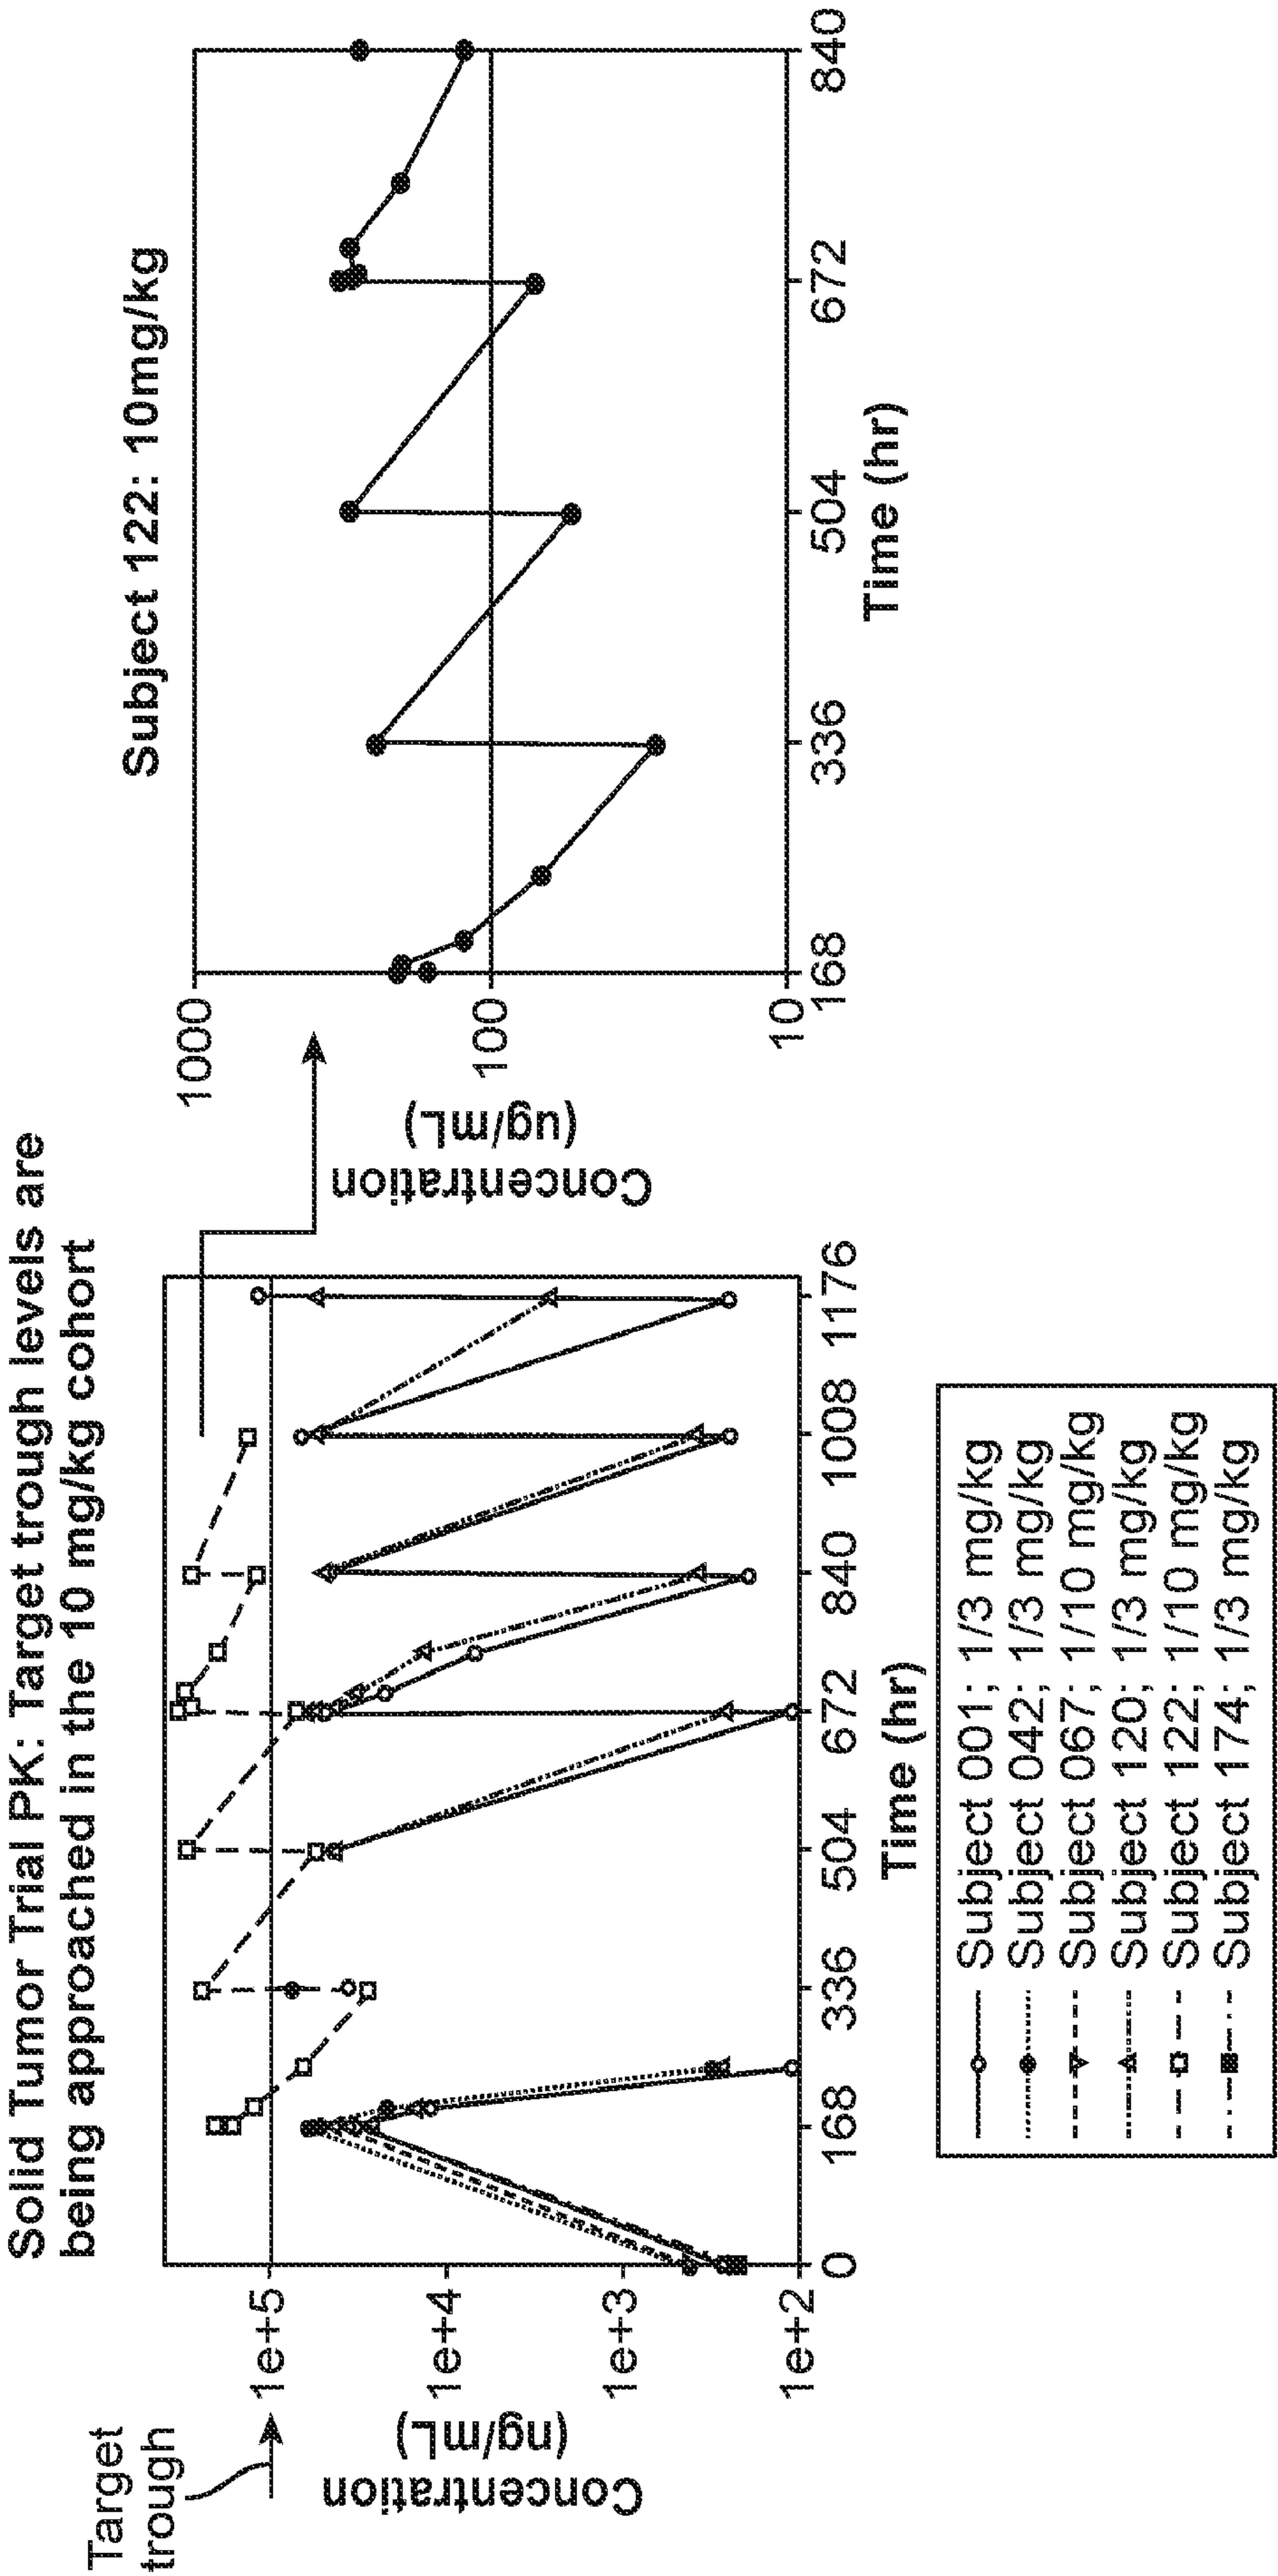 Solid Tumor Trial PK: Target trough levels are
being approached in the 10 mg/kg cohort
Target
trough
Concentration
(ng/mL)
1e+5
1e+4
1e+3
1e+2
0
168
336
504
672
840
1008
1176
Time (hr)
Subject 001; 1/3 mg/kg
Subject 042; 1/3 mg/kg
Subject 067; 1/10 mg/kg
Subject 120; 1/3 mg/kg
Subject 122; 1/10 mg/kg
Subject 174; 1/3 mg/kg
Subject 122: 10mg/kg
Concentration
(ug/mL)
1000
100
10
168
336
504
672
840
Time (hr)